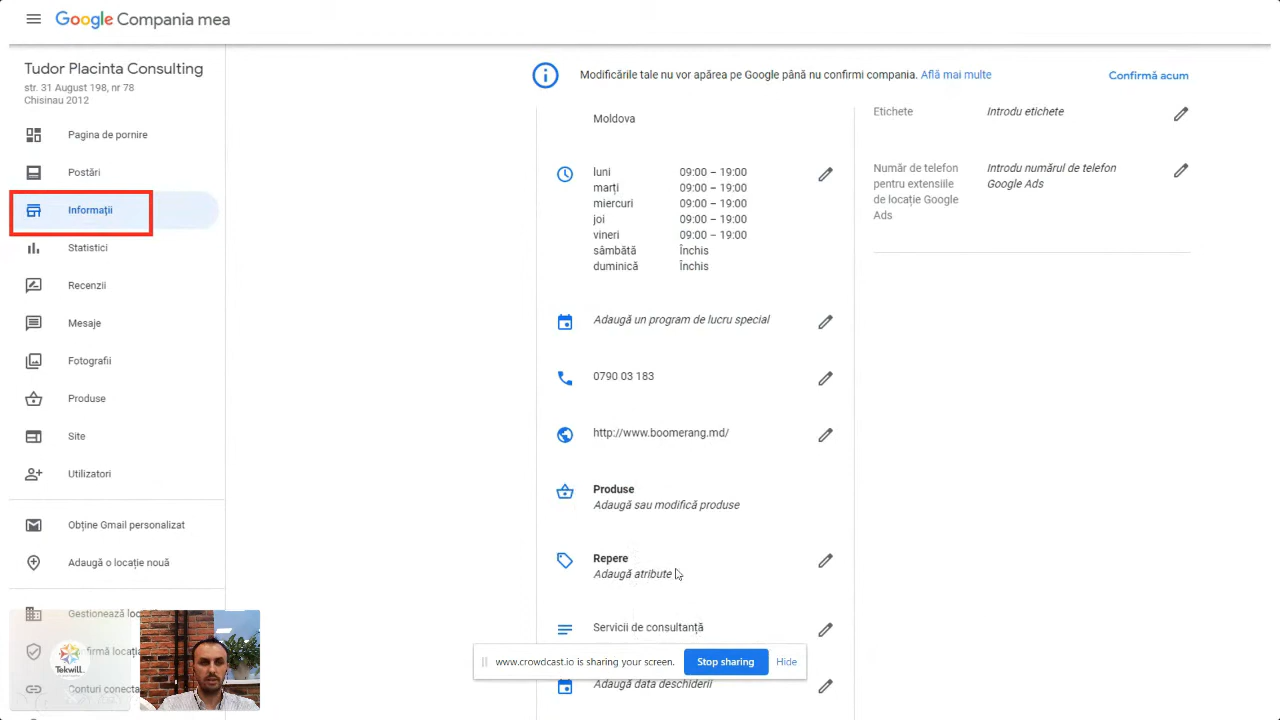 Google Compania mea
Tudor Placinta Consulting
str. 31 August 198, nr 78
Chisinau 2012
Pagina de pornire
Postări
Informații
Statistici
Recenzii
Mesaje
Fotografii
Produse
Site
Utilizatori
Obține Gmail personalizat
Adaugă o locație nouă
Gestionează
Conturi
Tekwill
Modificările tale nu vor apărea pe Google până nu confirmi compania. Află mai multe
Confirmă acum
Moldova
luni 09:00 – 19:00
marți 09:00 – 19:00
miercuri 09:00 – 19:00
joi 09:00 – 19:00
vineri 09:00 – 19:00
sâmbătă Închis
duminică Închis
Adaugă un program de lucru special
0790 03 183
http://www.boomerang.md/
Produse
Adaugă sau modifică produse
Repere
Adaugă atribute
Servicii de consultanță
www.crowdcast.io is sharing your screen. Stop sharing Hide
Adaugă data deschiderii
Etichete Introdu etichete
Număr de telefon
pentru extensiile
de locație Google
Ads
Introdu numărul de telefon
Google Ads